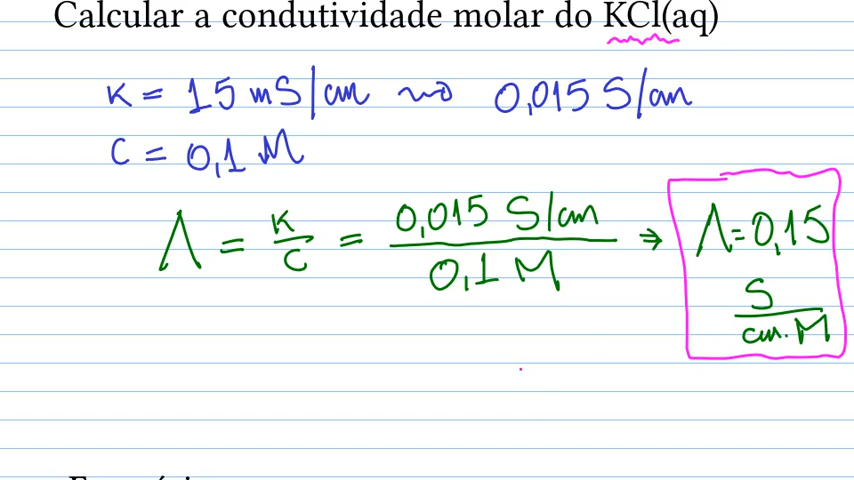 Calcular a condutividade molar do KCl(aq)
K = 15 mS/cm ⇝ 0,015 S/cm
C = 0,1 M
Λ = K/C = 0,015 S/cm / 0,1 M ⇒ Λ = 0,15 S/cm.M